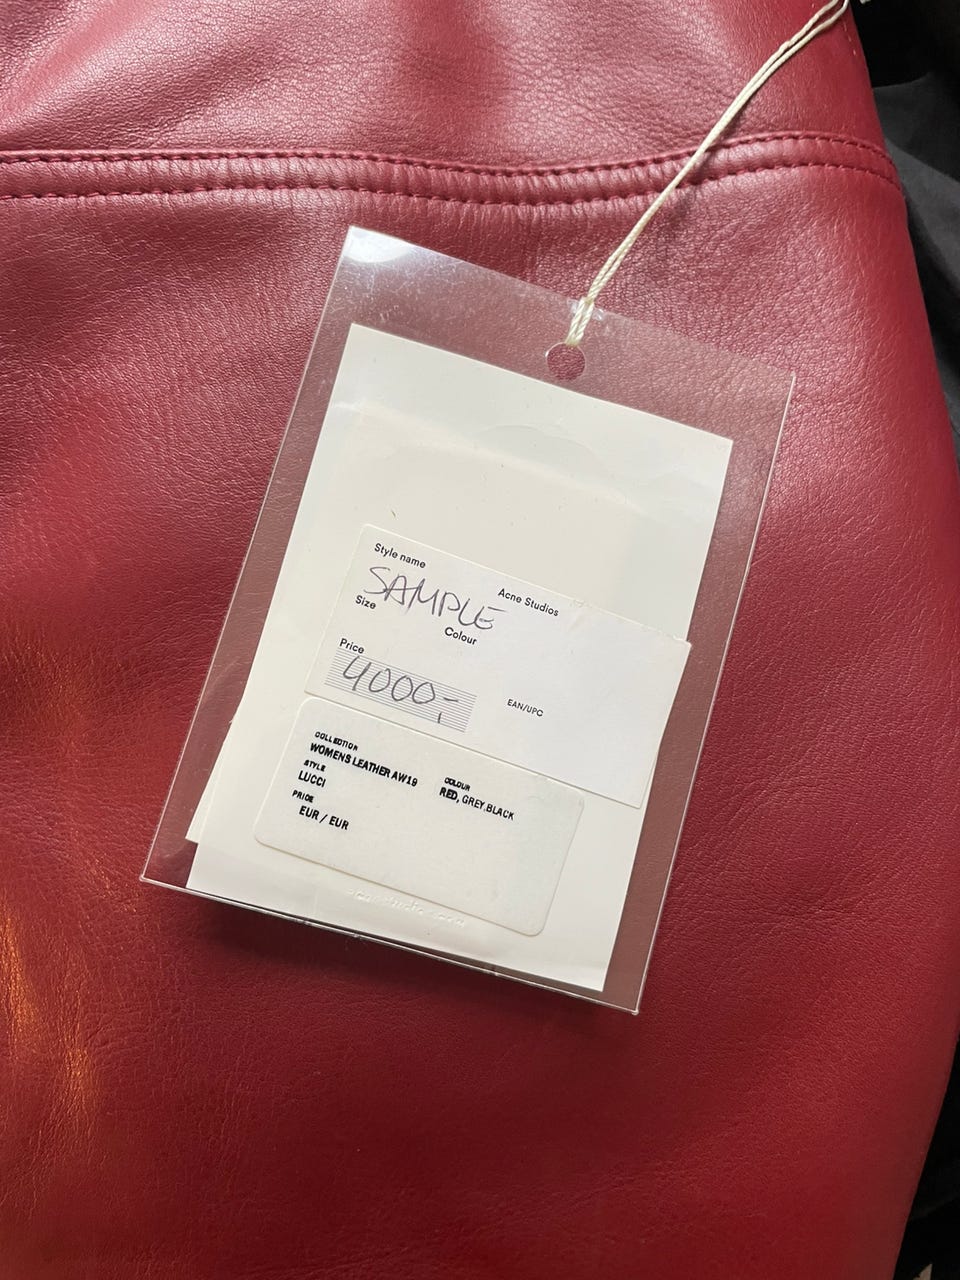 Style name
Acne Studios
SAMPLE
Size
Colour
Price
4000,-
EAN/UPC
COLLECTION
WOMENS LEATHER AW19
STYLE
LUCCI
COLOUR
RED, GREY.BLACK
PRICE
EUR / EUR